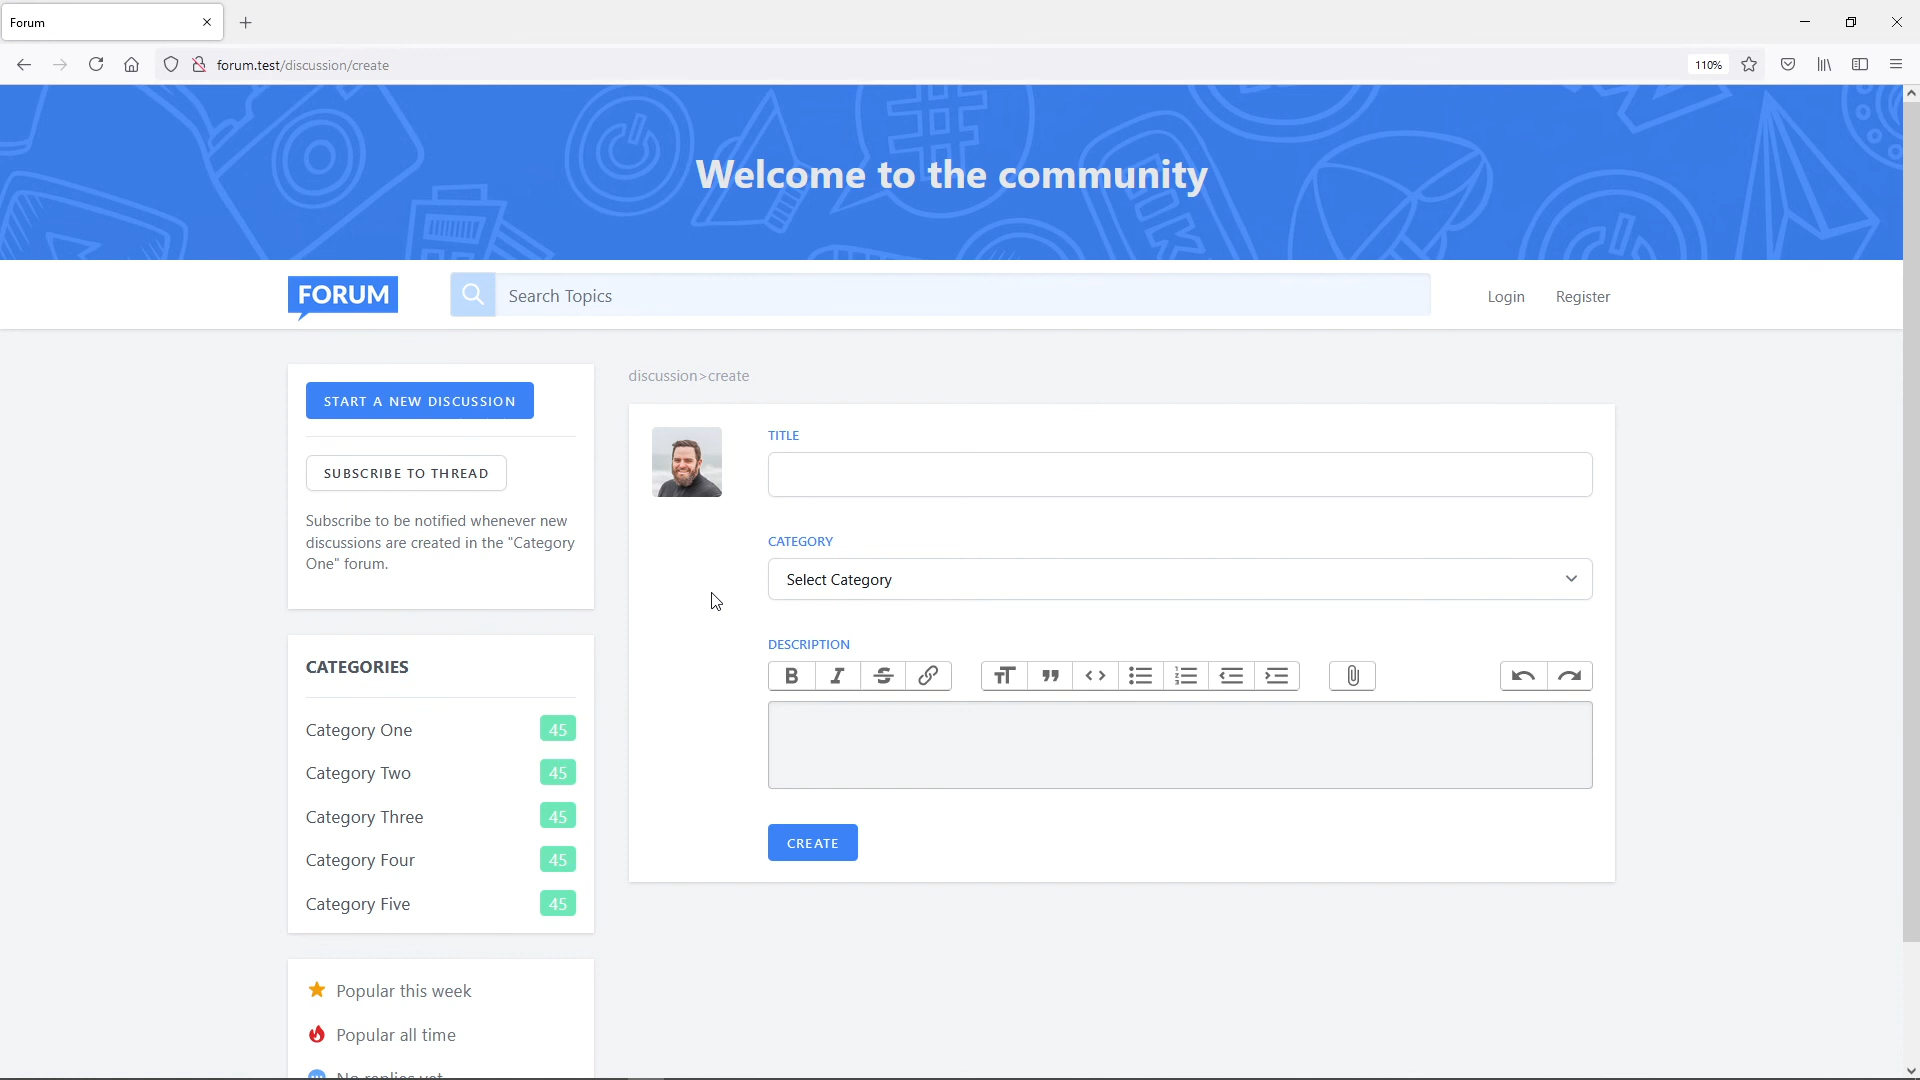 Forum
forum.test/discussion/create
110%
Welcome to the community
FORUM
Search Topics
Login
Register
START A NEW DISCUSSION
SUBSCRIBE TO THREAD
Subscribe to be notified whenever new
discussions are created in the "Category
One" forum.
CATEGORIES
Category One 45
Category Two 45
Category Three 45
Category Four 45
Category Five 45
Popular this week
Popular all time
No replies yet
discussion>create
TITLE
CATEGORY
Select Category
DESCRIPTION
CREATE